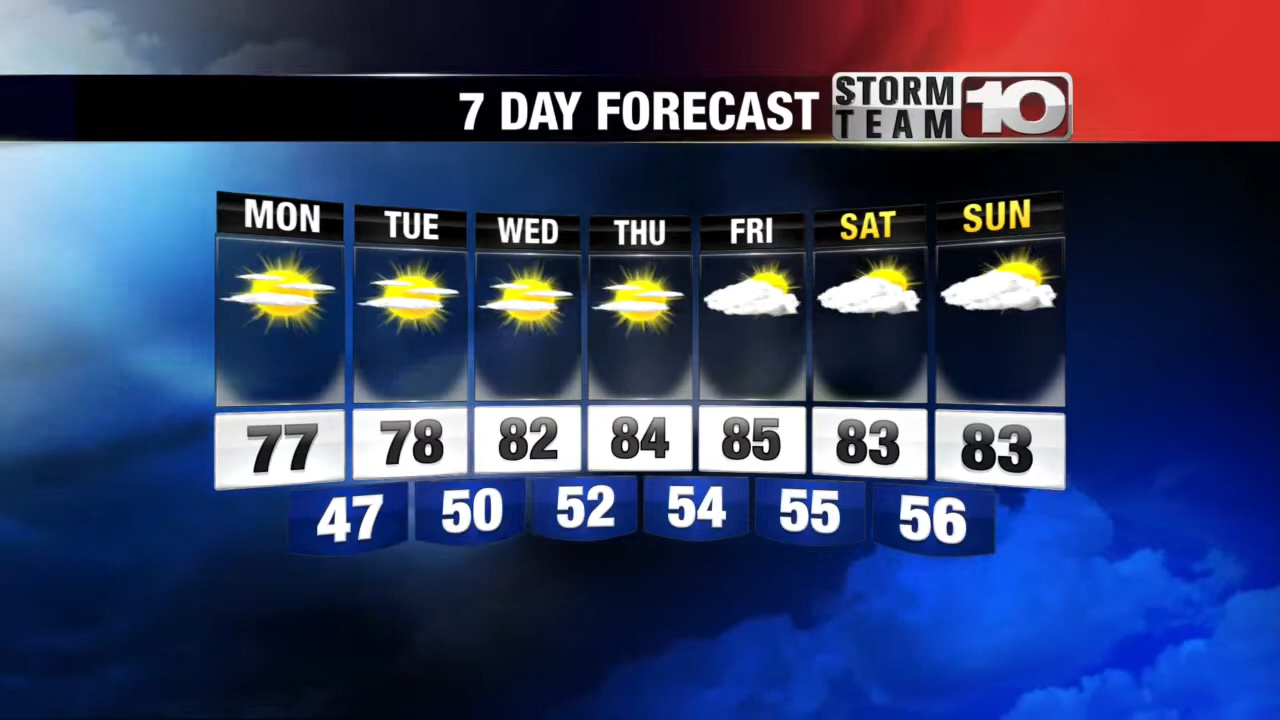 7 DAY FORECAST
STORM TEAM 10
MON TUE WED THU FRI SAT SUN
77 78 82 84 85 83 83
47 50 52 54 55 56